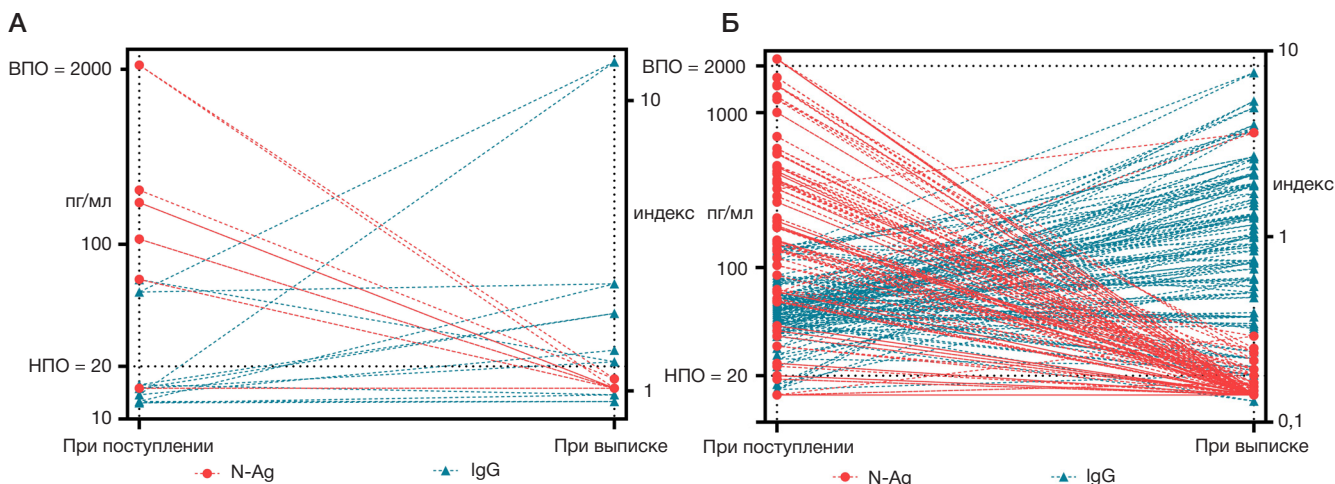 А
ВПО = 2000
10
пг/мл
индекс
100
НПО = 20
1
10
При поступлении
При выписке
N-Ag
IgG
Б
10
ВПО = 2000
1000
индекс
пг/мл
1
100
НПО = 20
0,1
При поступлении
При выписке
N-Ag
IgG